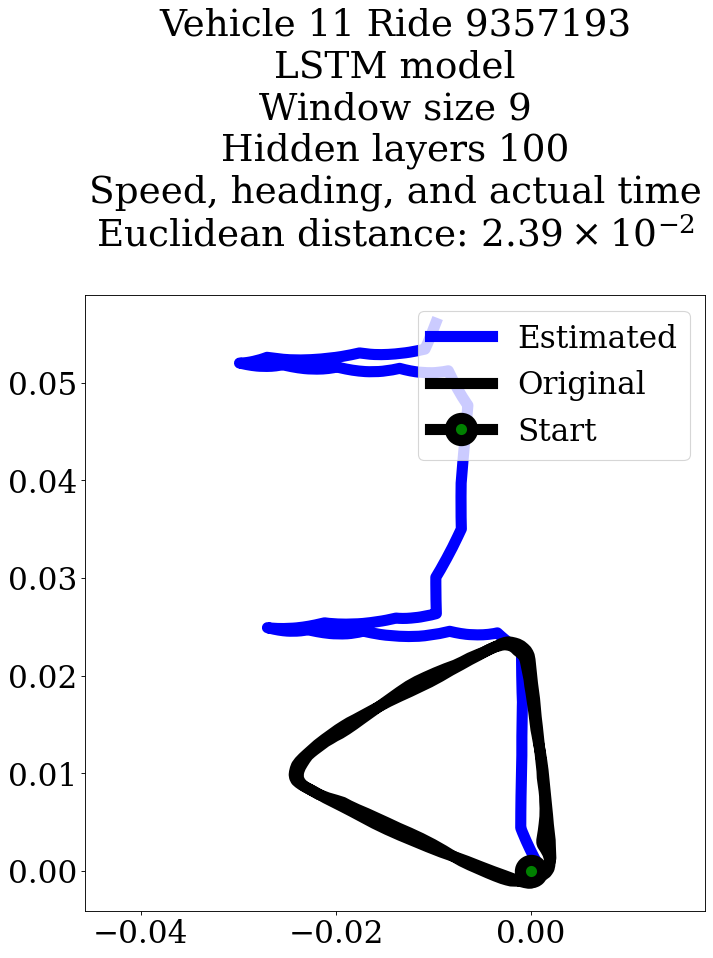 Vehicle 11 Ride 9357193
LSTM model
Window size 9
Hidden layers 100
Speed, heading, and actual time
Euclidean distance: 2.39 × 10⁻²
Estimated
Original
Start
0.05
0.04
0.03
0.02
0.01
0.00
−0.04
−0.02
0.00